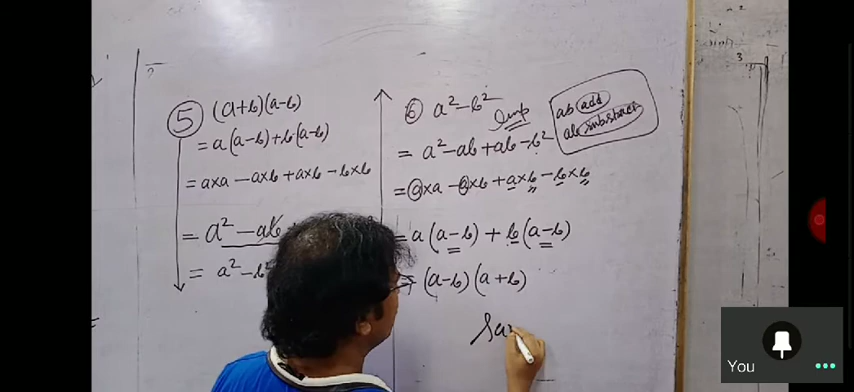 5 (a+b)(a-b)
= a(a-b)+b(a-b)
= a×a - a×b + a×b - b×b
= a² - ab
= a² - b²
6 a² - b²
Imp
= a² - ab + ab - b²
= a×a - a×b + a×b - b×b
= a(a-b) + b(a-b)
= (a-b)(a+b)
ab add
ab substract
You